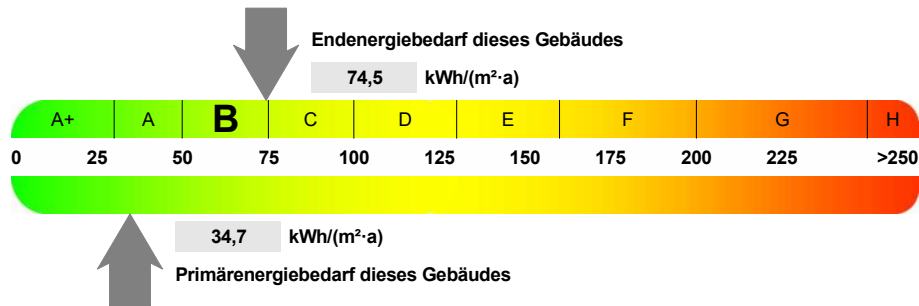 Endenergiebedarf dieses Gebäudes
74,5 kWh/(m²·a)
A+ A B C D E F G H
0 25 50 75 100 125 150 175 200 225 >250
34,7 kWh/(m²·a)
Primärenergiebedarf dieses Gebäudes